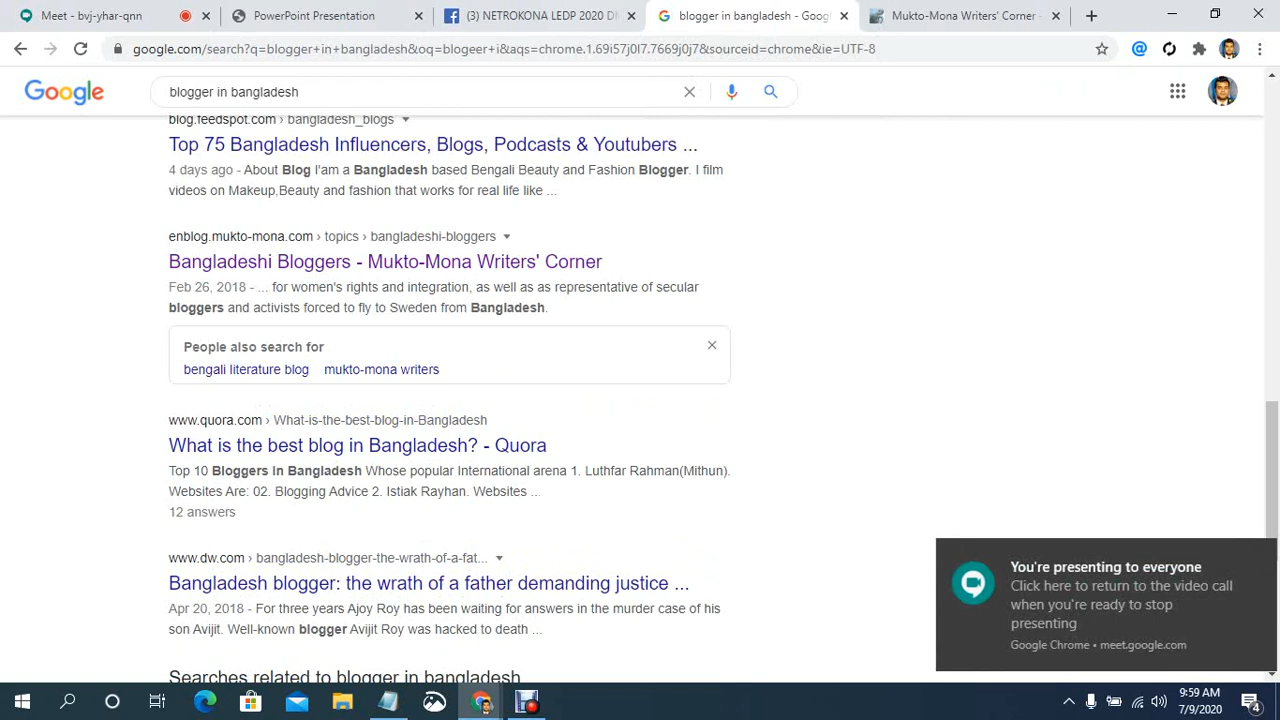 Meet - bvj-yhar-qnn
PowerPoint Presentation
(3) NETROKONA LEDP 2020 D
blogger in bangladesh - Goog
Mukto-Mona Writers' Corner -
google.com/search?q=blogger+in+bangladesh&oq=blogeer+i&aqs=chrome.1.69i57j0l7.7669j0j7&sourceid=chrome&ie=UTF-8
Google
blogger in bangladesh
blog.feedspot.com › bangladesh_blogs
Top 75 Bangladesh Influencers, Blogs, Podcasts & Youtubers ...
4 days ago - About Blog I'am a Bangladesh based Bengali Beauty and Fashion Blogger. I film
videos on Makeup,Beauty and fashion that works for real life like ...
enblog.mukto-mona.com › topics › bangladeshi-bloggers
Bangladeshi Bloggers - Mukto-Mona Writers' Corner
Feb 26, 2018 - ... for women's rights and integration, as well as as representative of secular
bloggers and activists forced to fly to Sweden from Bangladesh.
People also search for
bengali literature blog mukto-mona writers
www.quora.com › What-is-the-best-blog-in-Bangladesh
What is the best blog in Bangladesh? - Quora
Top 10 Bloggers In Bangladesh Whose popular International arena 1. Luthfar Rahman(Mithun).
Websites Are: 02. Blogging Advice 2. Istiak Rayhan. Websites ...
12 answers
www.dw.com › bangladesh-blogger-the-wrath-of-a-fat...
Bangladesh blogger: the wrath of a father demanding justice ...
Apr 20, 2018 - For three years Ajoy Roy has been waiting for answers in the murder case of his
son Avijit. Well-known blogger Avijit Roy was hacked to death ...
Searches related to blogger in bangladesh
You're presenting to everyone
Click here to return to the video call
when you're ready to stop
presenting
Google Chrome • meet.google.com
9:59 AM
7/9/2020
4